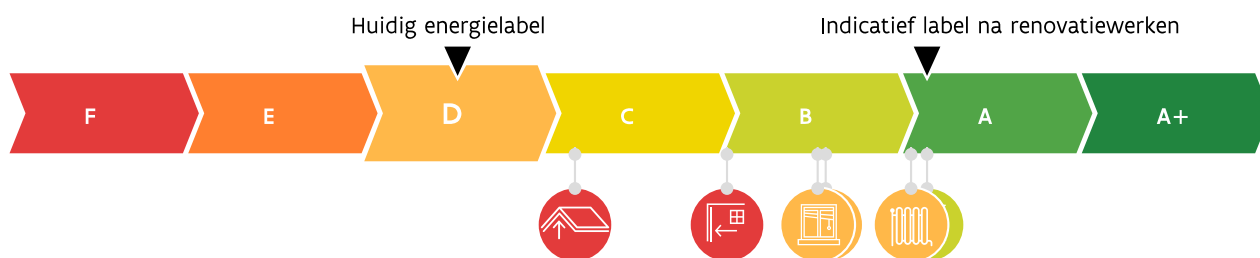 Huidig energielabel
Indicatief label na renovatiewerken
F E D C B A A+